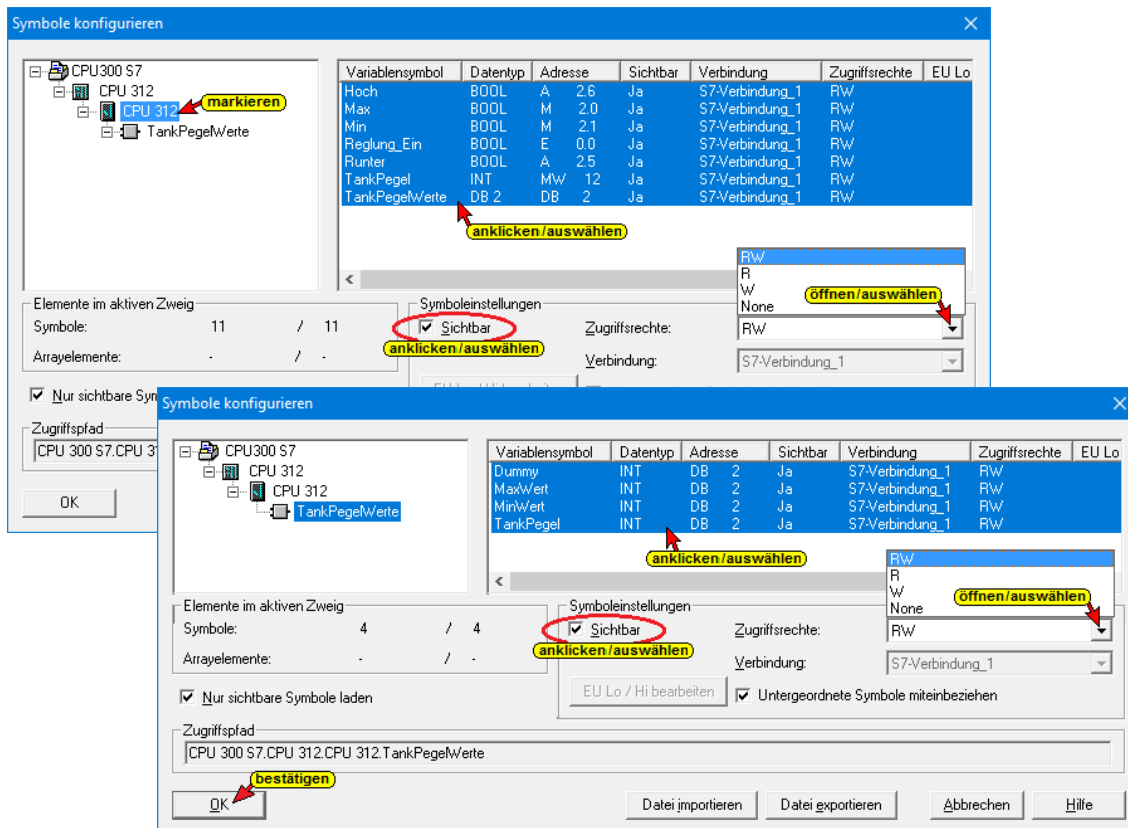 Symbole konfigurieren
CPU300 S7
CPU 312
CPU 312
markieren
TankPegelWerte
Variablensymbol Datentyp Adresse Sichtbar Verbindung Zugriffsrechte EU Lo
Hoch BOOL A 2.6 Ja S7-Verbindung_1 RW
Max BOOL M 2.0 Ja S7-Verbindung_1 RW
Min BOOL M 2.1 Ja S7-Verbindung_1 RW
Reglung_Ein BOOL E 0.0 Ja S7-Verbindung_1 RW
Runter BOOL A 2.5 Ja S7-Verbindung_1 RW
TankPegel INT MW 12 Ja S7-Verbindung_1 RW
TankPegelWerte DB 2 DB 2 Ja S7-Verbindung_1 RW
anklicken/auswählen
RW
R
W
None
öffnen/auswählen
Elemente im aktiven Zweig
Symbole: 11 / 11
Arrayelemente: - / -
Symboleinstellungen
Sichtbar
anklicken/auswählen
Zugriffsrechte: RW
Verbindung: S7-Verbindung_1
Nur sichtbare Sym
Zugriffspfad
CPU 300 S7.CPU 3
OK
Symbole konfigurieren
CPU300 S7
CPU 312
CPU 312
TankPegelWerte
Variablensymbol Datentyp Adresse Sichtbar Verbindung Zugriffsrechte EU Lo
Dummy INT DB 2 Ja S7-Verbindung_1 RW
MaxWert INT DB 2 Ja S7-Verbindung_1 RW
MinWert INT DB 2 Ja S7-Verbindung_1 RW
TankPegel INT DB 2 Ja S7-Verbindung_1 RW
anklicken/auswählen
RW
R
W
None
öffnen/auswählen
Elemente im aktiven Zweig
Symbole: 4 / 4
Arrayelemente: - / -
Symboleinstellungen
Sichtbar
anklicken/auswählen
Zugriffsrechte: RW
Verbindung: S7-Verbindung_1
EU Lo / Hi bearbeiten
Untergeordnete Symbole miteinbeziehen
Nur sichtbare Symbole laden
Zugriffspfad
CPU 300 S7.CPU 312.CPU 312.TankPegelWerte
bestätigen
OK
Datei importieren
Datei exportieren
Abbrechen
Hilfe